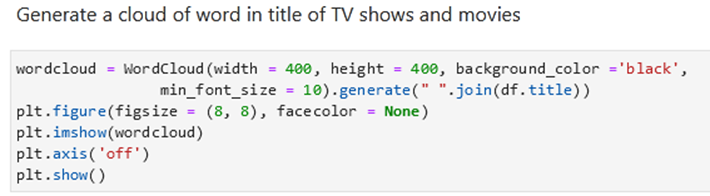 Generate a cloud of word in title of TV shows and movies
wordcloud = WordCloud(width = 400, height = 400, background_color ='black',
min_font_size = 10).generate(" ".join(df.title))
plt.figure(figsize = (8, 8), facecolor = None)
plt.imshow(wordcloud)
plt.axis('off')
plt.show()